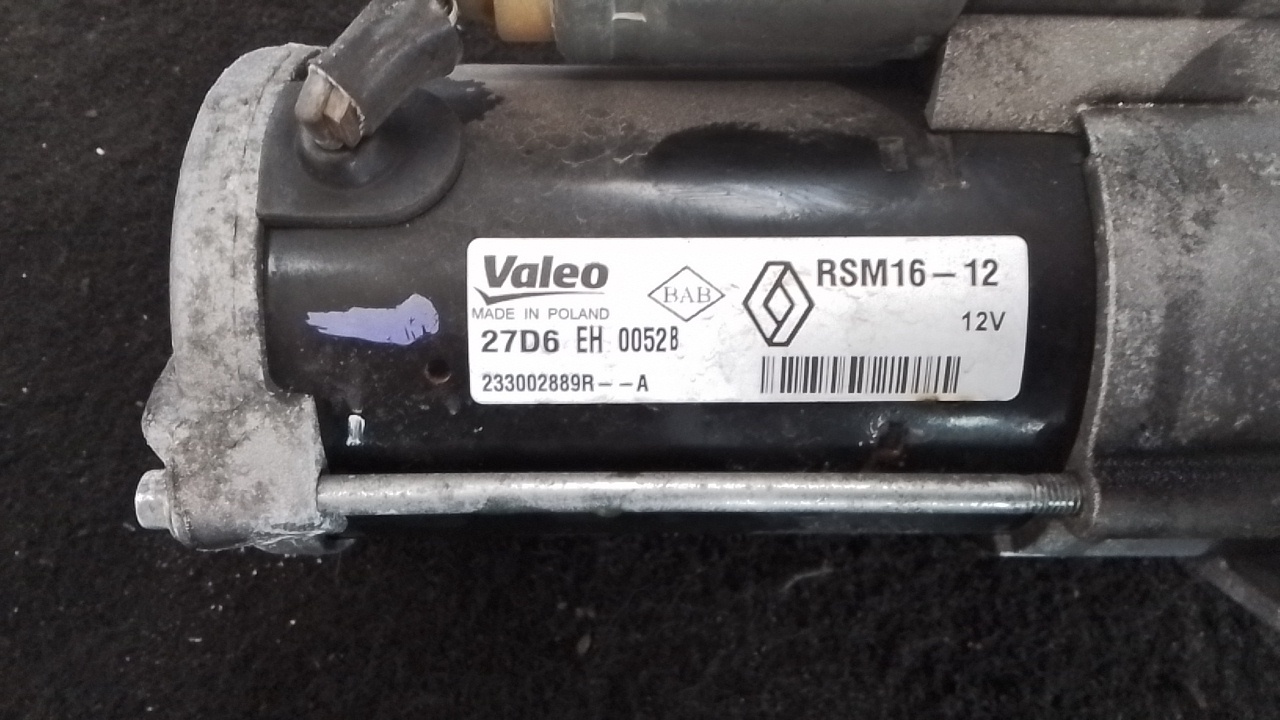 Valeo
MADE IN POLAND
27D6 EH 0052B
233002889R--A
BAB
RSM16-12
12V